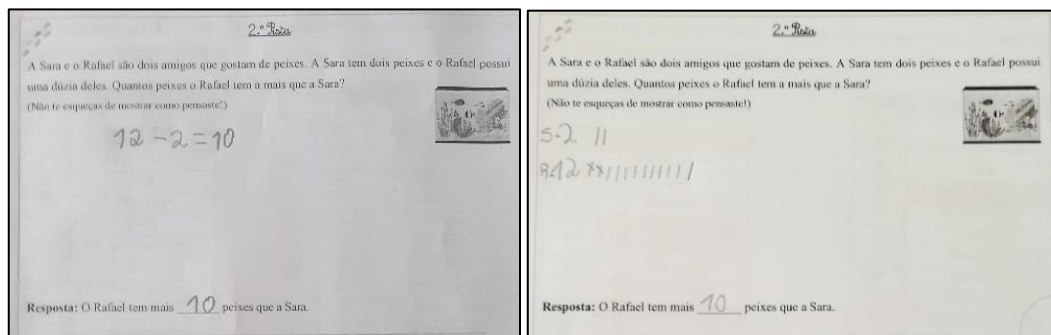 2.ª Pista
A Sara e o Rafael são dois amigos que gostam de peixes. A Sara tem dois peixes e o Rafael possui
uma dúzia deles. Quantos peixes o Rafael tem a mais que a Sara?
(Não te esqueças de mostrar como pensaste!)
12 - 2 = 10
Resposta: O Rafael tem mais 10 peixes que a Sara.
2.ª Pista
A Sara e o Rafael são dois amigos que gostam de peixes. A Sara tem dois peixes e o Rafael possui
uma dúzia deles. Quantos peixes o Rafael tem a mais que a Sara?
(Não te esqueças de mostrar como pensaste!)
S-2 ||
R-12 xx||||||||||
Resposta: O Rafael tem mais 10 peixes que a Sara.